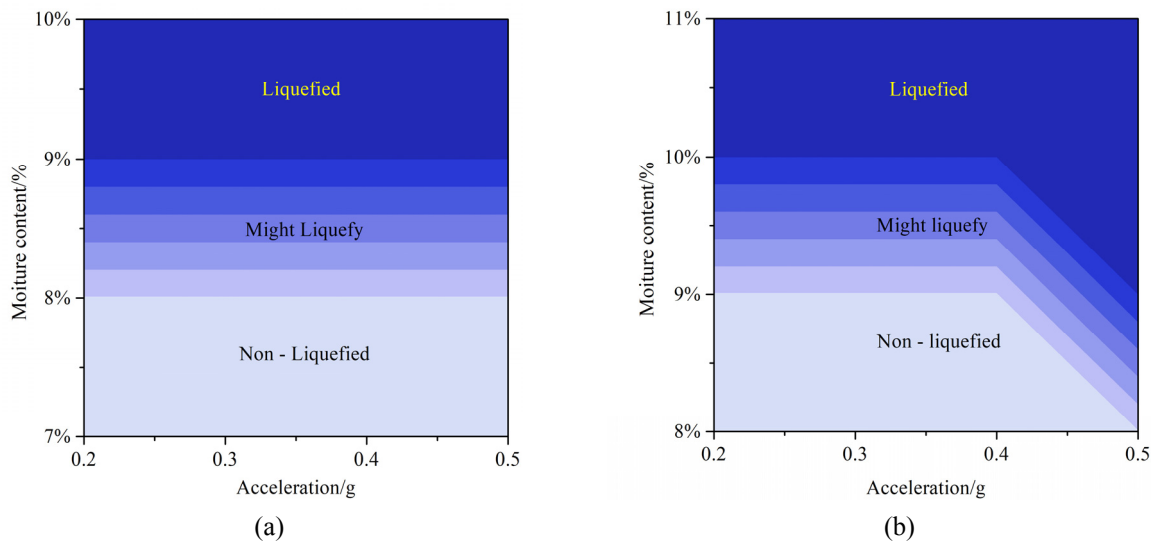 10%
9%
8%
7%
Moiture content/%
Liquefied
Might Liquefy
Non - Liquefied
0.2 0.3 0.4 0.5
Acceleration/g
(a)
11%
10%
9%
8%
Moiture content/%
Liquefied
Might liquefy
Non - liquefied
0.2 0.3 0.4 0.5
Acceleration/g
(b)